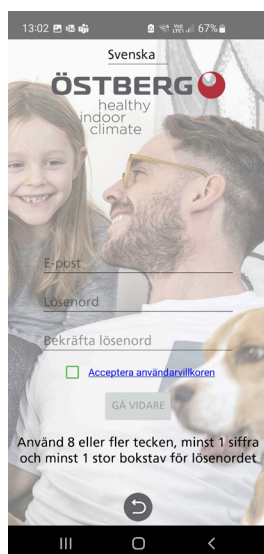 13:02
67%
Svenska
ÖSTBERG
healthy
indoor
climate
E-post
Lösenord
Bekräfta lösenord
Acceptera användarvillkoren
GÅ VIDARE
Använd 8 eller fler tecken, minst 1 siffra
och minst 1 stor bokstav för lösenordet